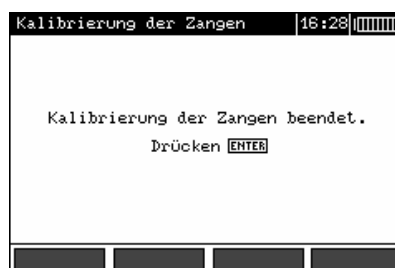 Kalibrierung der Zangen 16:28
Kalibrierung der Zangen beendet.
Drücken ENTER